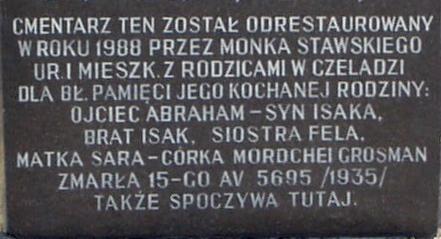 CMENTARZ TEN ZOSTAŁ ODRESTAUROWANY
W ROKU 1988 PRZEZ MONKA STAWSKIEGO
UR. I MIESZK. Z RODZICAMI W CZELADZI
DLA BŁ. PAMIĘCI JEGO KOCHANEJ RODZINY:
OJCIEC ABRAHAM – SYN ISAKA,
BRAT ISAK, SIOSTRA FELA.
MATKA SARA – CÓRKA MORDCHEI GROSMAN
ZMARŁA 15-GO AV 5695 /1935/
TAKŻE SPOCZYWA TUTAJ.